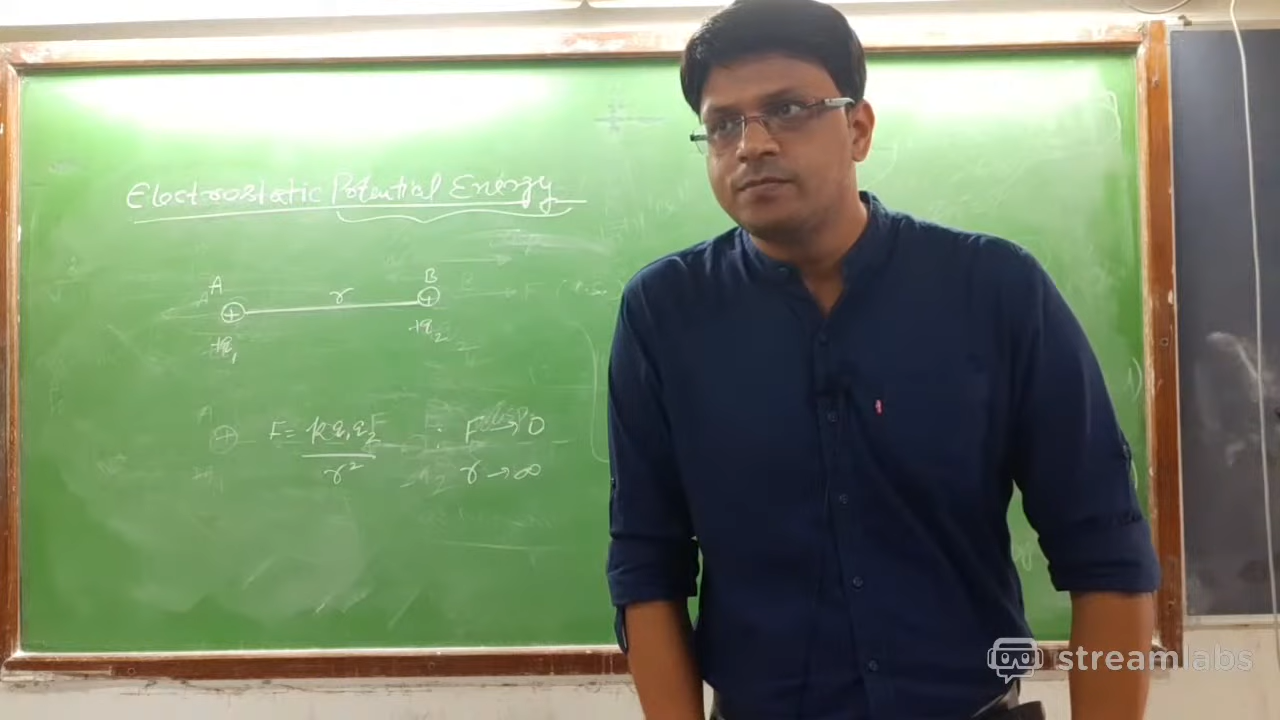 Electrostatic Potential Energy
A B
r
+q₁ +q₂
F = kq₁q₂ / r² ∴ F → 0
r → ∞
streamlabs